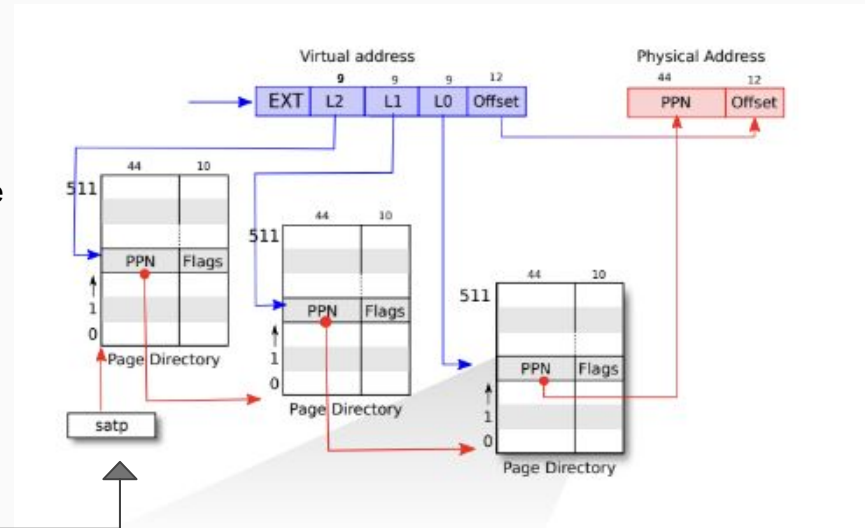 Virtual address
9 9 9 12
EXT L2 L1 L0 Offset
Physical Address
44 12
PPN Offset
e
44 10
511
PPN Flags
1
0
Page Directory
satp
44 10
511
PPN Flags
1
0
Page Directory
44 10
511
PPN Flags
1
0
Page Directory